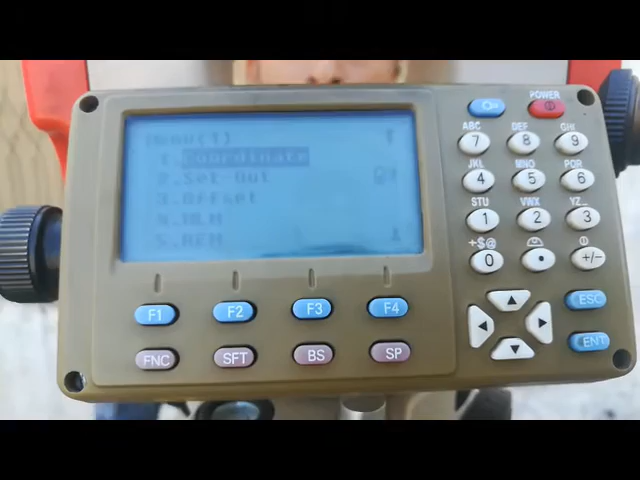 Menu(1)
1.Coordinate
2.Set Out
3.Offset
4.MLM
5.REM
POWER
ABC DEF GHI
7 8 9
JKL MNO PQR
4 5 6
STU VWX YZ_
1 2 3
+$@
0 • +/-
F1 F2 F3 F4
ESC
FNC SFT BS SP
ENT